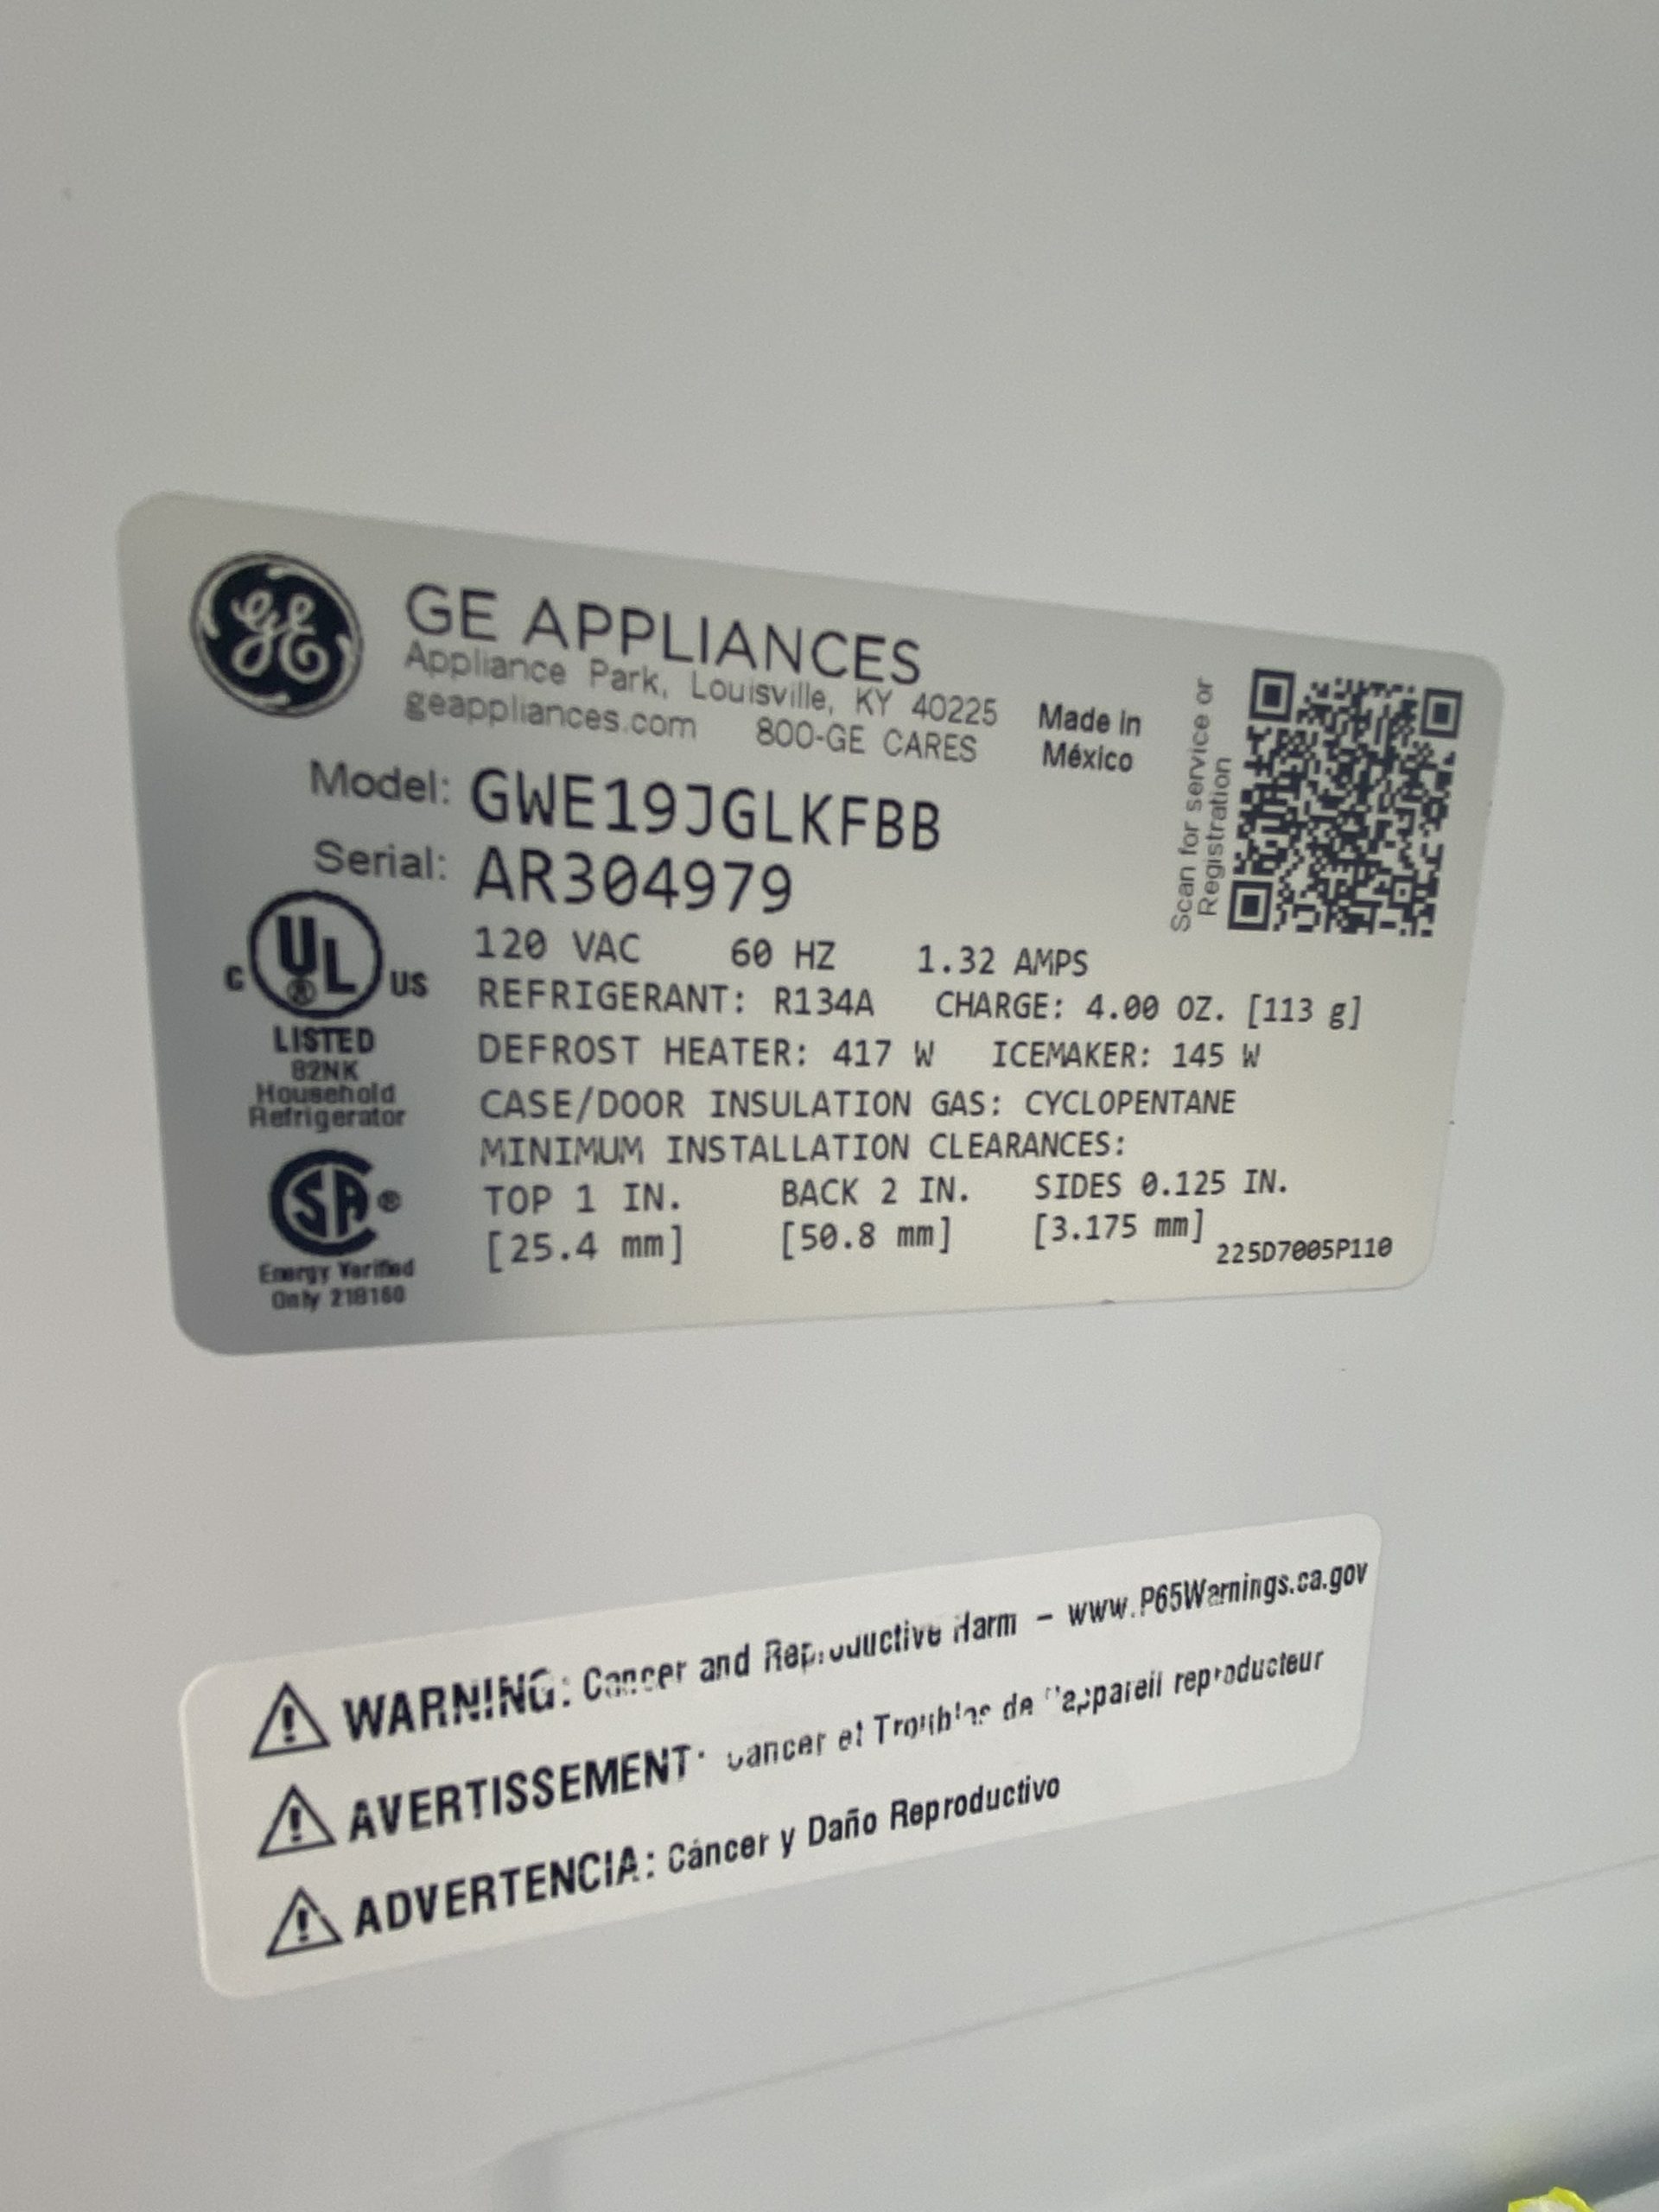 GE
GE APPLIANCES
Appliance Park, Louisville, KY 40225
geappliances.com 800-GE CARES
Made in
México
Scan for service or
Registration
Model: GWE19JGLKFBB
Serial: AR304979
120 VAC 60 HZ 1.32 AMPS
REFRIGERANT: R134A CHARGE: 4.00 OZ. [113 g]
DEFROST HEATER: 417 W ICEMAKER: 145 W
CASE/DOOR INSULATION GAS: CYCLOPENTANE
MINIMUM INSTALLATION CLEARANCES:
TOP 1 IN. BACK 2 IN. SIDES 0.125 IN.
[25.4 mm] [50.8 mm] [3.175 mm]
225D7005P110
C UL ® US
LISTED
82NK
Household
Refrigerator
SA ®
Energy Verified
Only 218160
WARNING: Cancer and Reproductive Harm – www.P65Warnings.ca.gov
AVERTISSEMENT: Cancer et Troubles de l'appareil reproducteur
ADVERTENCIA: Cáncer y Daño Reproductivo